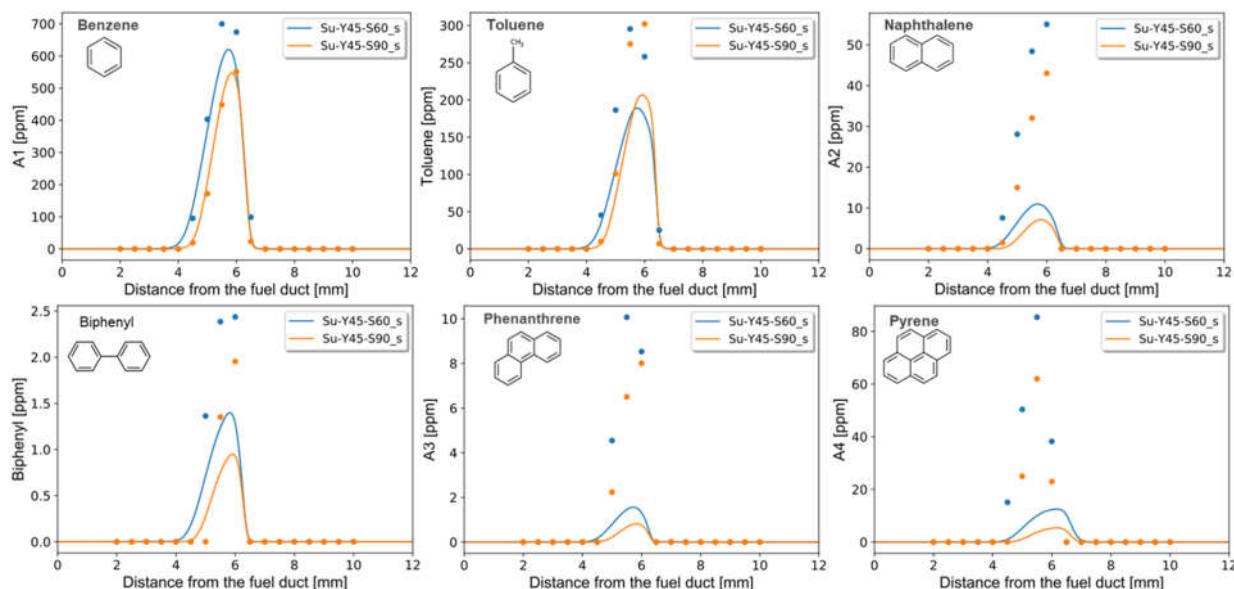 Benzene
Su-Y45-S60_s
Su-Y45-S90_s
700
600
500
400
300
200
100
0
A1 [ppm]
0 2 4 6 8 10 12
Distance from the fuel duct [mm]
Toluene
CH3
Su-Y45-S60_s
Su-Y45-S90_s
300
250
200
150
100
50
0
Toluene [ppm]
0 2 4 6 8 10 12
Distance from the fuel duct [mm]
Naphthalene
Su-Y45-S60_s
Su-Y45-S90_s
50
40
30
20
10
0
A2 [ppm]
0 2 4 6 8 10 12
Distance from the fuel duct [mm]
Biphenyl
Su-Y45-S60_s
Su-Y45-S90_s
2.5
2.0
1.5
1.0
0.5
0.0
Biphenyl [ppm]
0 2 4 6 8 10 12
Distance from the fuel duct [mm]
Phenanthrene
Su-Y45-S60_s
Su-Y45-S90_s
10
8
6
4
2
0
A3 [ppm]
0 2 4 6 8 10 12
Distance from the fuel duct [mm]
Pyrene
Su-Y45-S60_s
Su-Y45-S90_s
80
60
40
20
0
A4 [ppm]
0 2 4 6 8 10 12
Distance from the fuel duct [mm]